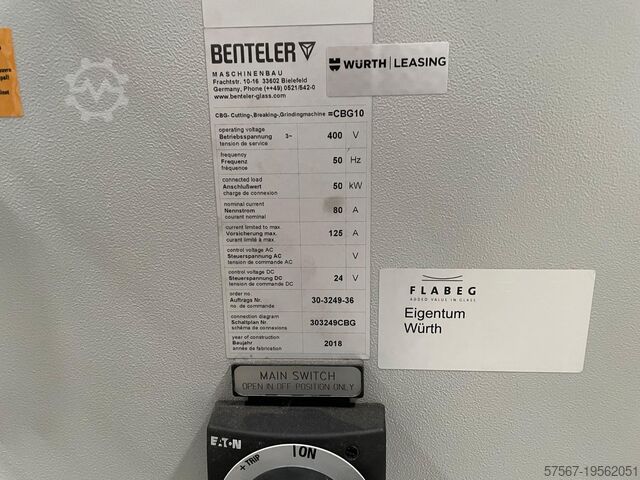 BENTELER
MASCHINENBAU
Frachtstr. 10-16 33602 Bielefeld
Germany, Phone (++49) 0521/542-0
www.benteler-glass.com
WÜRTH LEASING
CBG- Cutting-,Breaking-,Grindingmachine =CBG10
operating voltage
Betriebsspannung 3~ 400 V
tension de service
frequency
Frequenz 50 Hz
fréquence
connected load
Anschlußwert 50 kW
charge de connexion
nominal current
Nennstrom 80 A
courant nominal
current limited to max.
Vorsicherung max. 125 A
curant limité à max.
control voltage AC
Steuerspannung AC V
tension de commande AC
control voltage DC
Steuerspannung DC 24 V
tension de commande DC
order no.
Auftrags Nr. 30-3249-36
no. de commande
connection diagram
Schaltplan Nr. 303249CBG
schéma de connexions
year of construction
Baujahr 2018
année de fabrication
FLABEG
ADDED VALUE IN GLASS
Eigentum
Würth
MAIN SWITCH
OPEN IN OFF POSITION ONLY
EATON
+ TRIP
I ON
57567-19562051